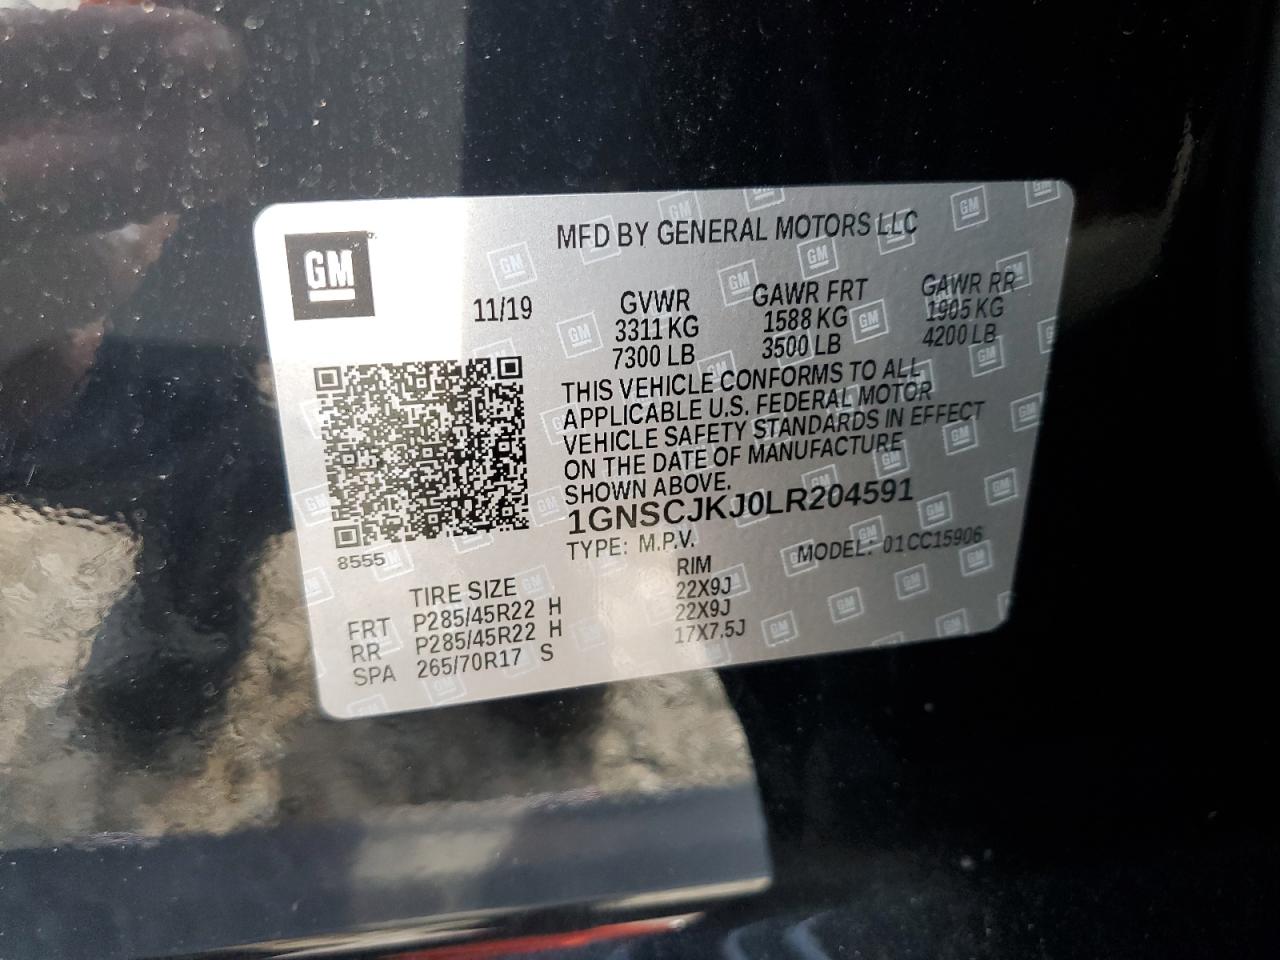 GM
MFD BY GENERAL MOTORS LLC
11/19
GVWR GAWR FRT GAWR RR
3311 KG 1588 KG 1905 KG
7300 LB 3500 LB 4200 LB
THIS VEHICLE CONFORMS TO ALL
APPLICABLE U.S. FEDERAL MOTOR
VEHICLE SAFETY STANDARDS IN EFFECT
ON THE DATE OF MANUFACTURE
SHOWN ABOVE.
1GNSCJKJ0LR204591
8555
TYPE: M.P.V. MODEL: 01CC15906
TIRE SIZE RIM
FRT P285/45R22 H 22X9J
RR P285/45R22 H 22X9J
SPA 265/70R17 S 17X7.5J